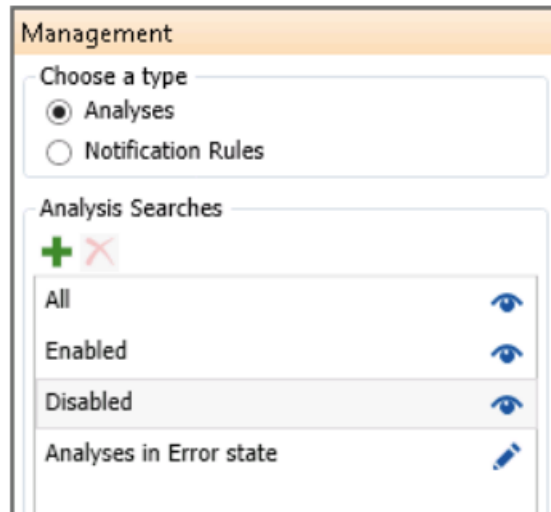 Management
Choose a type
Analyses
Notification Rules
Analysis Searches
All
Enabled
Disabled
Analyses in Error state